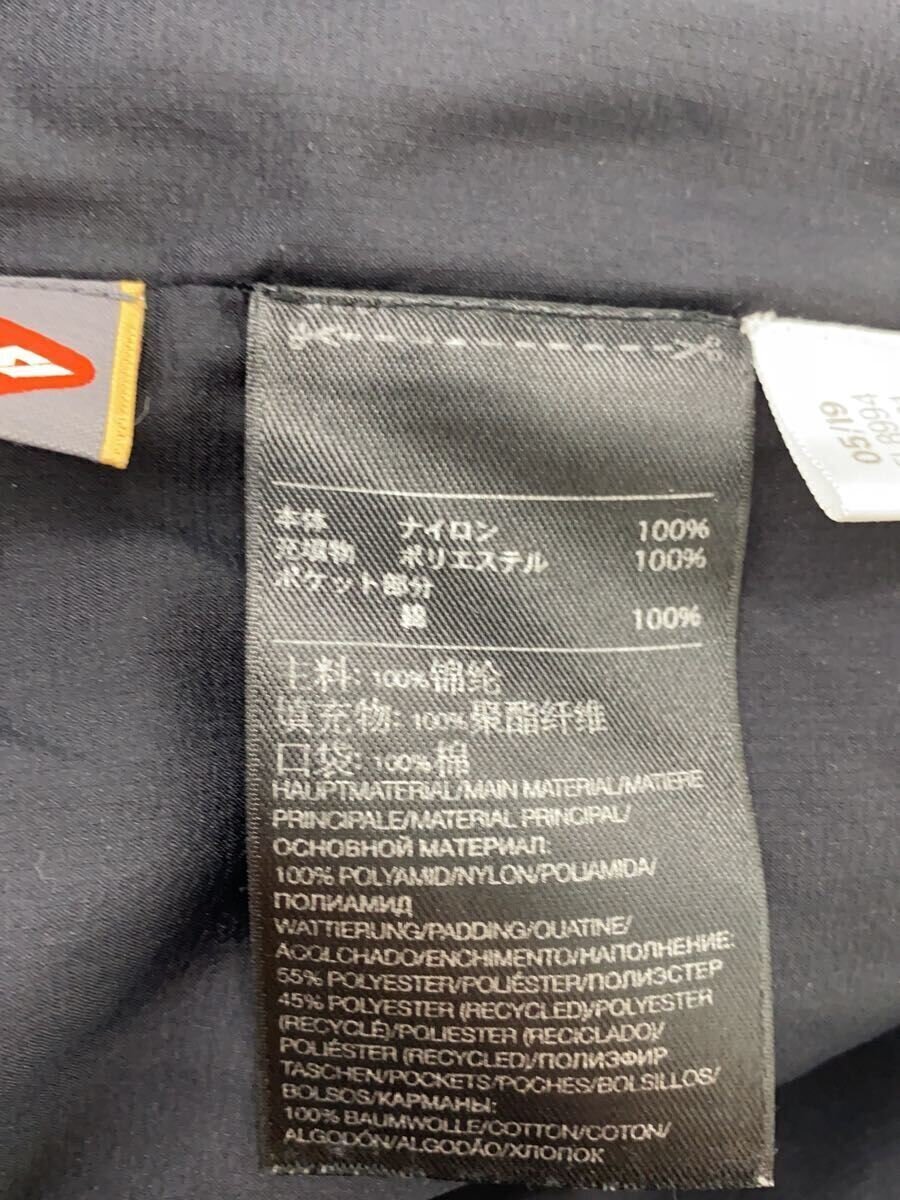 本体 ナイロン 100%
充填物 ポリエステル 100%
ポケット部分
綿 100%
上料: 100%锦纶
填充物: 100%聚酯纤维
口袋: 100%棉
HAUPTMATERIAL/MAIN MATERIAL/MATIERE
PRINCIPALE/MATERIAL PRINCIPAL/
ОСНОВНОЙ МАТЕРИАЛ:
100% POLYAMID/NYLON/POLIAMIDA/
ПОЛИАМИД
WATTIERUNG/PADDING/OUATINE/
ACOLCHADO/ENCHIMENTO/НАПОЛНЕНИЕ:
55% POLYESTER/POLIÉSTER/ПОЛИЭСТЕР
45% POLYESTER (RECYCLED)/POLYESTER
(RECYCLÉ)/POLIESTER (RECICLADO)/
POLIÉSTER (RECYCLED)/ПОЛИЭФИР
TASCHEN/POCKETS/POCHES/BOLSILLOS/
BOLSOS/КАРМАНЫ:
100% BAUMWOLLE/COTTON/COTON/
ALGODÓN/ALGODÃO/ХЛОПОК
05/19
8994